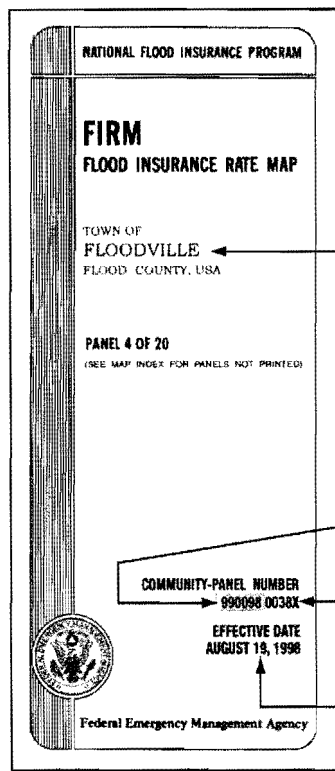 NATIONAL FLOOD INSURANCE PROGRAM
FIRM
FLOOD INSURANCE RATE MAP
TOWN OF
FLOODVILLE
FLOOD COUNTY, USA
PANEL 4 OF 20
(SEE MAP INDEX FOR PANELS NOT PRINTED)
COMMUNITY-PANEL NUMBER
990098 0038X
EFFECTIVE DATE
AUGUST 19, 1998
Federal Emergency Management Agency